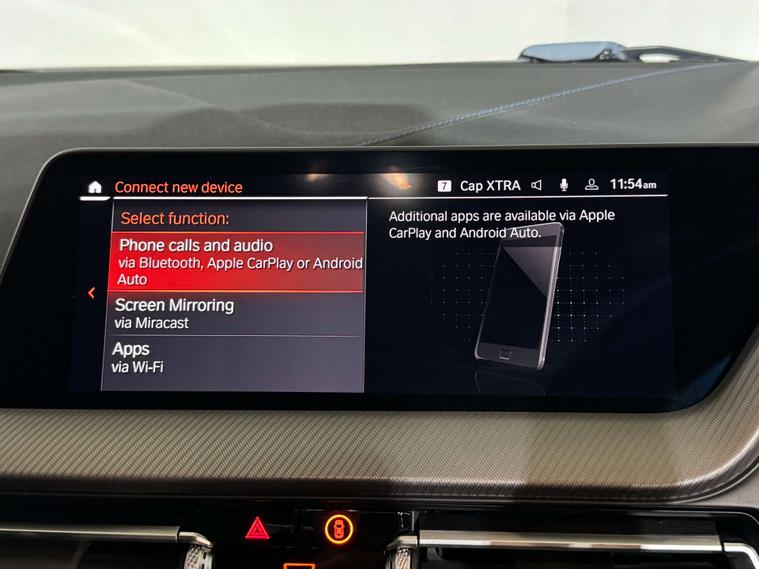 Connect new device
7 Cap XTRA 11:54am
Select function:
Phone calls and audio
via Bluetooth, Apple CarPlay or Android
Auto
Screen Mirroring
via Miracast
Apps
via Wi-Fi
Additional apps are available via Apple
CarPlay and Android Auto.